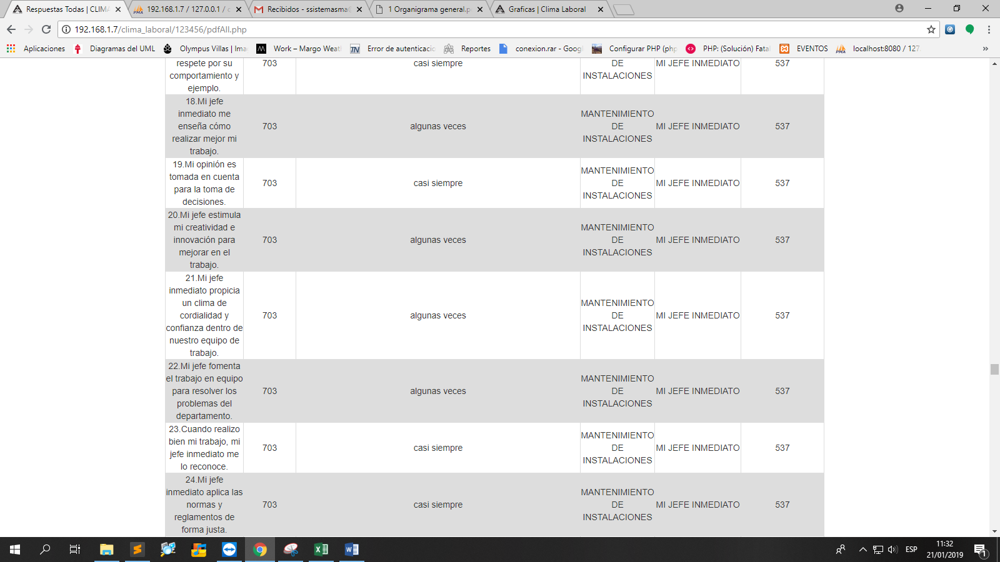 Respuestas Todas | CLIMA
192.168.1.7 / 127.0.0.1 / c
Recibidos - ssistemasma
1 Organigrama general.p
Graficas | Clima Laboral
192.168.1.7/clima_laboral/123456/pdfAll.php
Aplicaciones
Diagramas del UML
Olympus Villas | Ima
Work – Margo Weat
Error de autenticació
Reportes
conexion.rar - Goog
Configurar PHP (php
PHP: (Solución) Fatal
EVENTOS
localhost:8080 / 127.
»
respete por su
comportamiento y
ejemplo.
703
casi siempre
DE
INSTALACIONES
MI JEFE INMEDIATO
537
18.Mi jefe
inmediato me
enseña cómo
realizar mejor mi
trabajo.
703
algunas veces
MANTENIMIENTO
DE
INSTALACIONES
MI JEFE INMEDIATO
537
19.Mi opinión es
tomada en cuenta
para la toma de
decisiones.
703
casi siempre
MANTENIMIENTO
DE
INSTALACIONES
MI JEFE INMEDIATO
537
20.Mi jefe estimula
mi creatividad e
innovación para
mejorar en el
trabajo.
703
algunas veces
MANTENIMIENTO
DE
INSTALACIONES
MI JEFE INMEDIATO
537
21.Mi jefe
inmediato propicia
un clima de
cordialidad y
confianza dentro de
nuestro equipo de
trabajo.
703
algunas veces
MANTENIMIENTO
DE
INSTALACIONES
MI JEFE INMEDIATO
537
22.Mi jefe fomenta
el trabajo en equipo
para resolver los
problemas del
departamento.
703
algunas veces
MANTENIMIENTO
DE
INSTALACIONES
MI JEFE INMEDIATO
537
23.Cuando realizo
bien mi trabajo, mi
jefe inmediato me
lo reconoce.
703
casi siempre
MANTENIMIENTO
DE
INSTALACIONES
MI JEFE INMEDIATO
537
24.Mi jefe
inmediato aplica las
normas y
reglamentos de
forma justa.
703
casi siempre
MANTENIMIENTO
DE
INSTALACIONES
MI JEFE INMEDIATO
537
ESP
11:32
21/01/2019
1